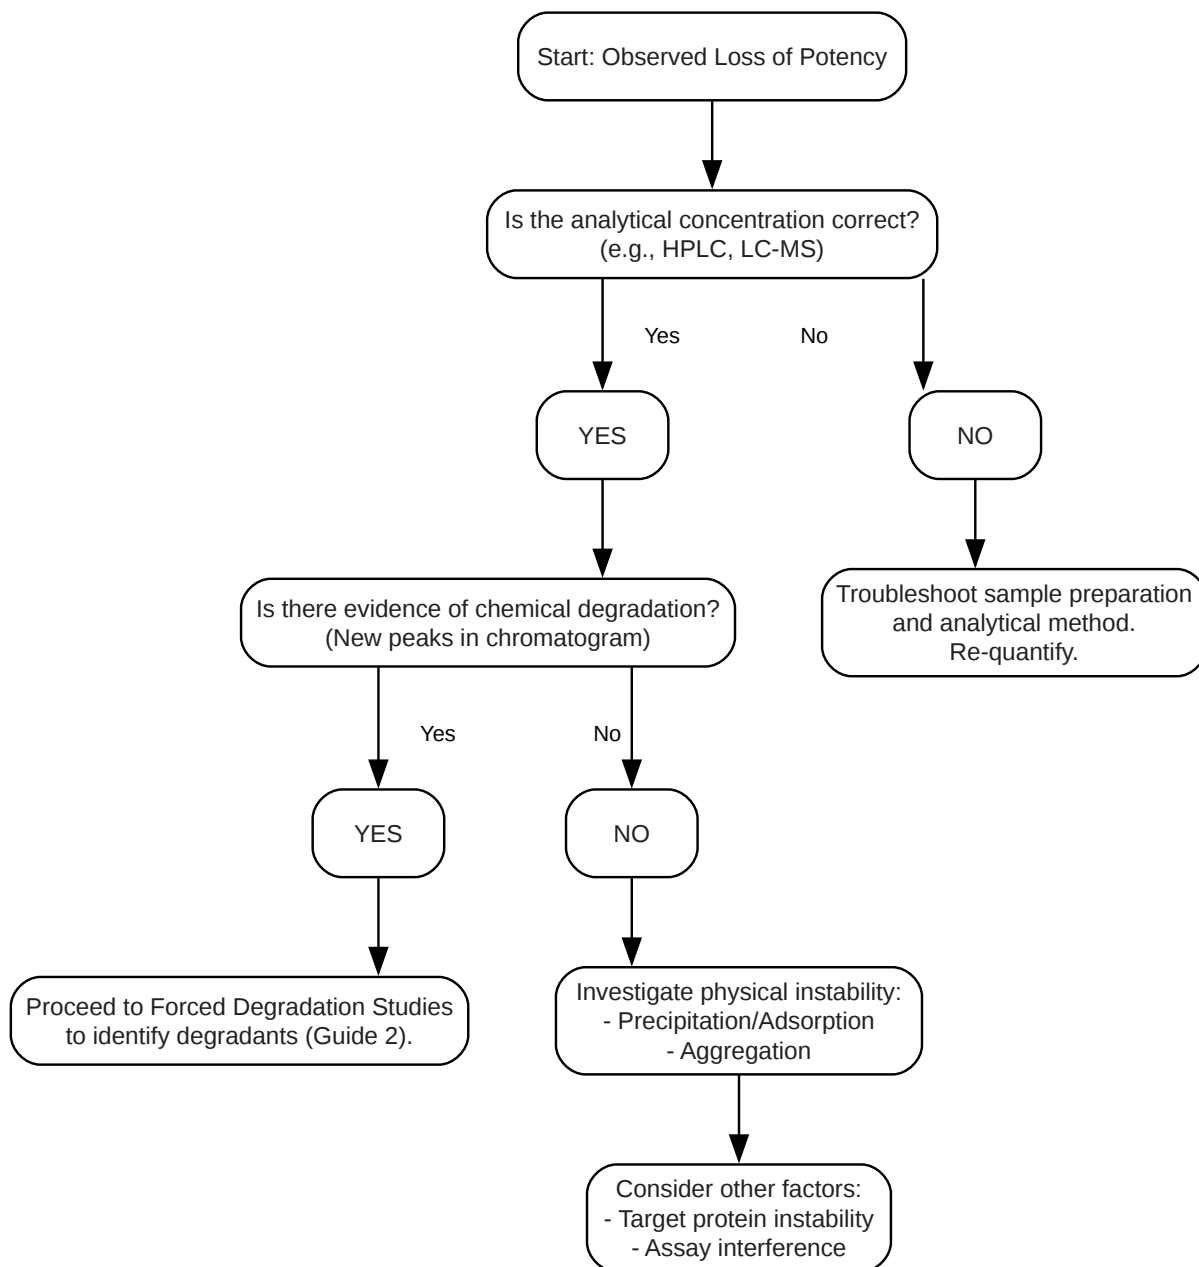 Start: Observed Loss of Potency
Is the analytical concentration correct?
(e.g., HPLC, LC-MS)
Yes
No
YES
NO
Troubleshoot sample preparation
and analytical method.
Re-quantify.
Is there evidence of chemical degradation?
(New peaks in chromatogram)
Yes
No
YES
NO
Proceed to Forced Degradation Studies
to identify degradants (Guide 2).
Investigate physical instability:
- Precipitation/Adsorption
- Aggregation
Consider other factors:
- Target protein instability
- Assay interference